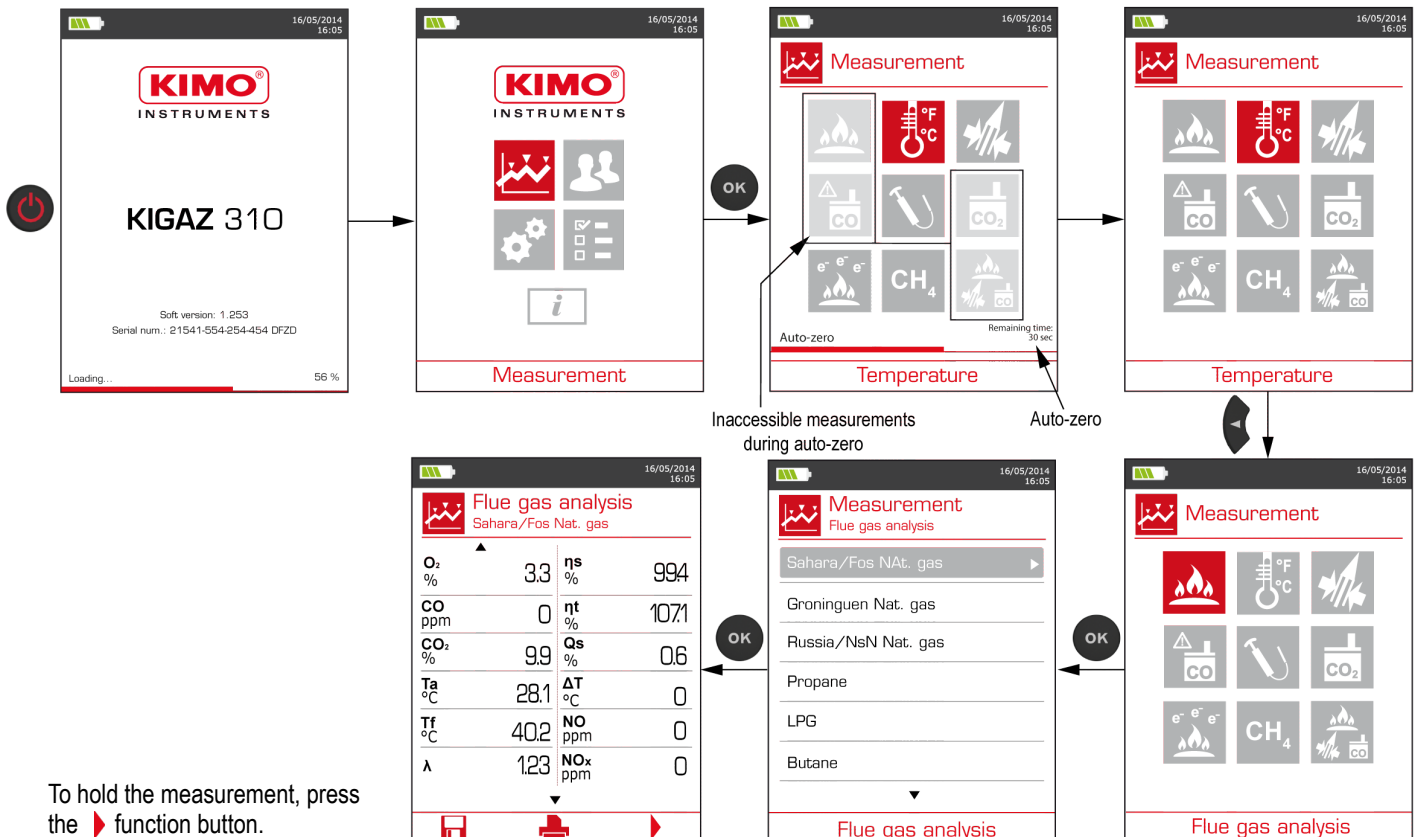 16/05/2014
16:05
KIMO®
INSTRUMENTS
KIGAZ 310
Soft version: 1.253
Serial num.: 21541-554-254-454 DFZD
Loading...
56 %
16/05/2014
16:05
KIMO®
INSTRUMENTS
i
Measurement
OK
16/05/2014
16:05
Measurement
°F
°C
CO
CO₂
e⁻ e⁻ e⁻
CH₄
CO
Auto-zero
Remaining time:
30 sec
Temperature
Inaccessible measurements
during auto-zero
Auto-zero
16/05/2014
16:05
Measurement
°F
°C
CO
CO₂
e⁻ e⁻ e⁻
CH₄
CO
Temperature
16/05/2014
16:05
Measurement
°F
°C
CO
CO₂
e⁻ e⁻ e⁻
CH₄
CO
Flue gas analysis
OK
16/05/2014
16:05
Measurement
Flue gas analysis
Sahara/Fos NAt. gas
Groninguen Nat. gas
Russia/NsN Nat. gas
Propane
LPG
Butane
Flue gas analysis
OK
16/05/2014
16:05
Flue gas analysis
Sahara/Fos Nat. gas
O₂ % 3.3 ηs % 99.4
CO ppm 0 ηt % 107.1
CO₂ % 9.9 Qs % 0.6
Ta °C 28.1 ΔT °C 0
Tf °C 40.2 NO ppm 0
λ 1.23 NOx ppm 0
To hold the measurement, press
the function button.